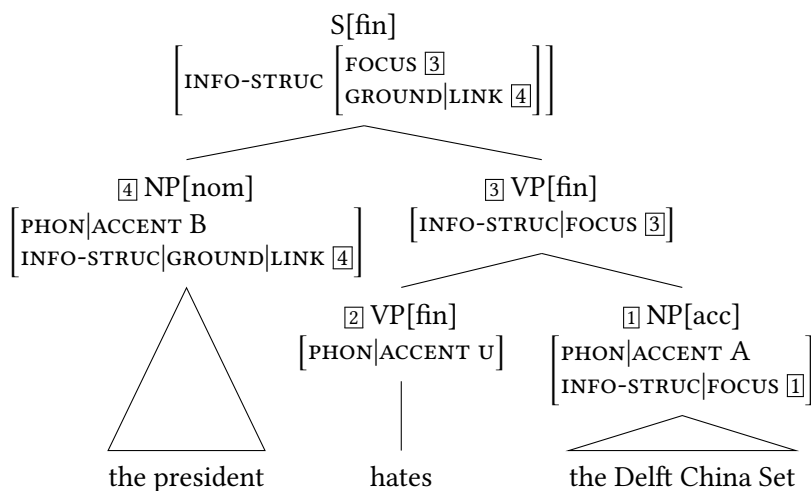 S[fin]
[INFO-STRUC [FOCUS 3
GROUND|LINK 4]]
4 NP[nom] 3 VP[fin]
[PHON|ACCENT B
INFO-STRUC|GROUND|LINK 4] [INFO-STRUC|FOCUS 3]
2 VP[fin] 1 NP[acc]
[PHON|ACCENT U] [PHON|ACCENT A
INFO-STRUC|FOCUS 1]
the president hates the Delft China Set